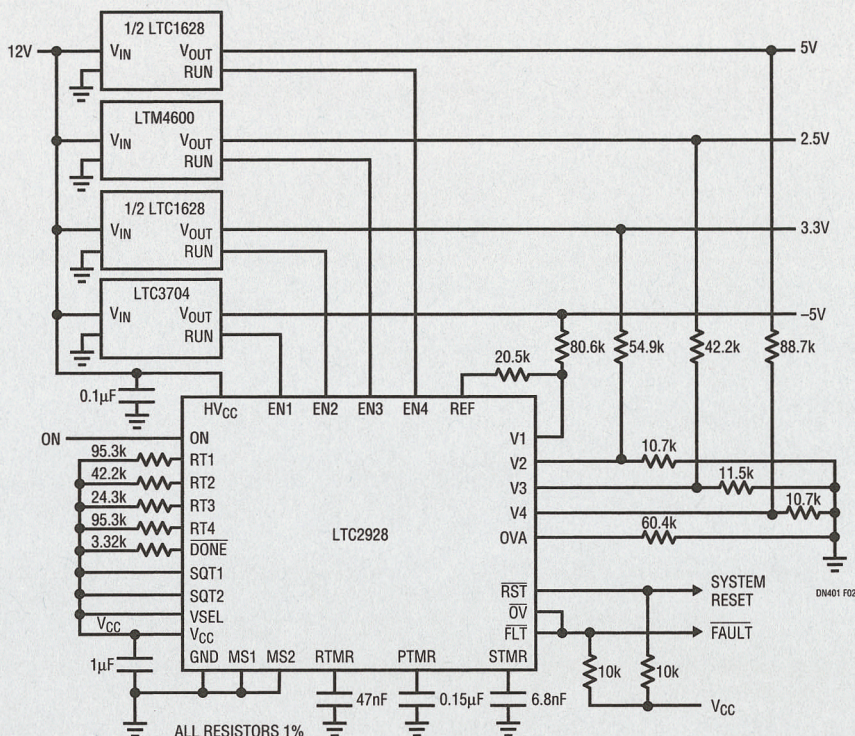 1/2 LTC1628
12V
VIN
VOUT
RUN
5V
LTM4600
VIN
VOUT
RUN
2.5V
1/2 LTC1628
VIN
VOUT
RUN
3.3V
LTC3704
VIN
VOUT
RUN
–5V
80.6k
54.9k
42.2k
88.7k
20.5k
0.1µF
HVCC
EN1
EN2
EN3
EN4
REF
ON
ON
95.3k
RT1
42.2k
RT2
24.3k
RT3
95.3k
RT4
3.32k
DONE
SQT1
SQT2
VSEL
VCC
VCC
LTC2928
V1
V2
10.7k
V3
11.5k
V4
10.7k
OVA
60.4k
RST
SYSTEM
RESET
DN401 F02
OV
FLT
FAULT
1µF
GND
MS1
MS2
RTMR
PTMR
STMR
47nF
0.15µF
6.8nF
10k
10k
VCC
ALL RESISTORS 1%